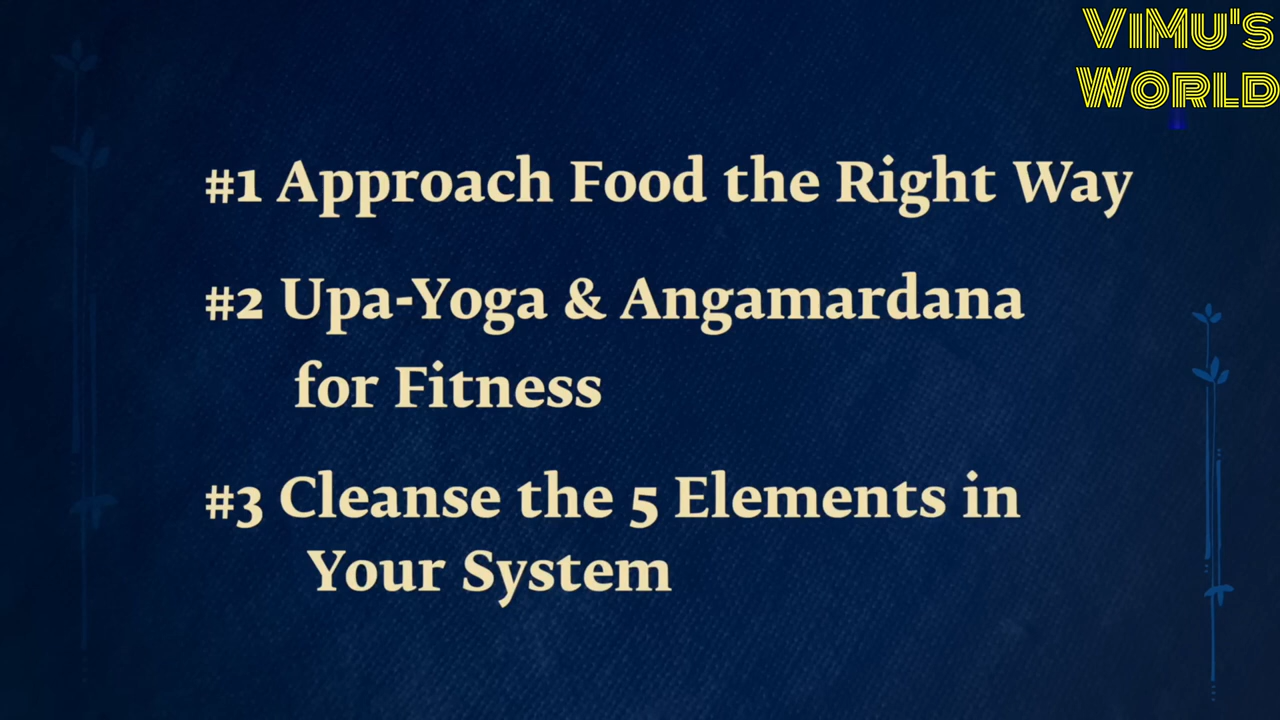 ViMu's
World
#1 Approach Food the Right Way
#2 Upa-Yoga & Angamardana
for Fitness
#3 Cleanse the 5 Elements in
Your System